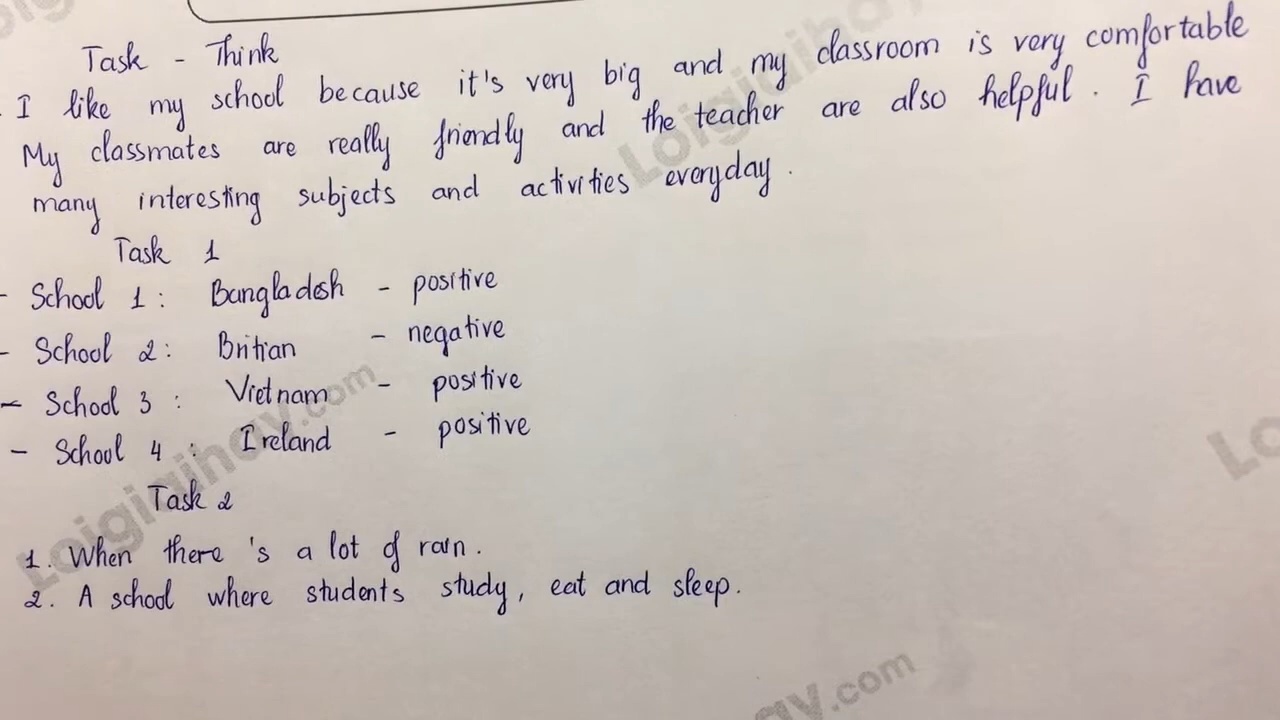 Task - Think
I like my school because it's very big and my classroom is very comfortable
My classmates are really friendly and the teacher are also helpful. I have
many interesting subjects and activities everyday.
Task 1
- School 1: Bangladesh - positive
- School 2: Britian - negative
- School 3: Vietnam - positive
- School 4: Ireland - positive
Task 2
1. When there 's a lot of rain.
2. A school where students study, eat and sleep.
Loigiaihay.com